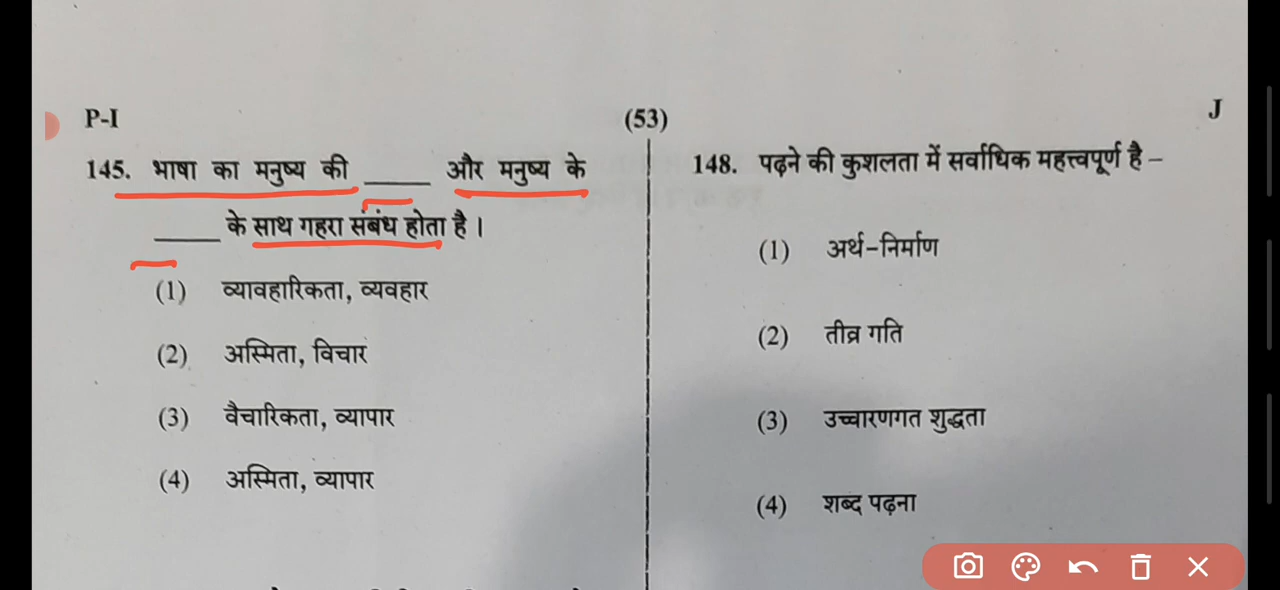 P-I
(53)
J
145. भाषा का मनुष्य की ____ और मनुष्य के
____ के साथ गहरा संबंध होता है।
(1) व्यावहारिकता, व्यवहार
(2) अस्मिता, विचार
(3) वैचारिकता, व्यापार
(4) अस्मिता, व्यापार
148. पढ़ने की कुशलता में सर्वाधिक महत्त्वपूर्ण है –
(1) अर्थ-निर्माण
(2) तीव्र गति
(3) उच्चारणगत शुद्धता
(4) शब्द पढ़ना